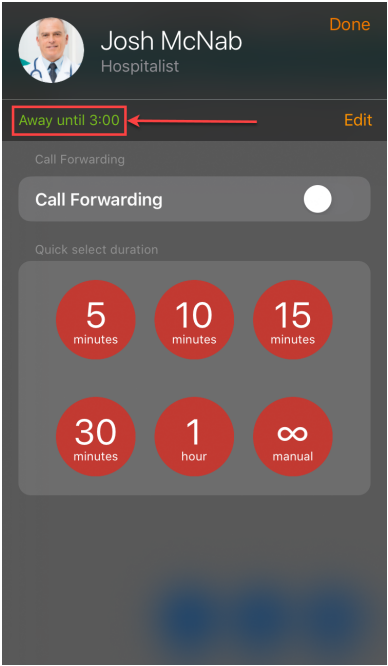 Done
Josh McNab
Hospitalist
Away until 3:00
Edit
Call Forwarding
Call Forwarding
Quick select duration
5
minutes
10
minutes
15
minutes
30
minutes
1
hour
∞
manual